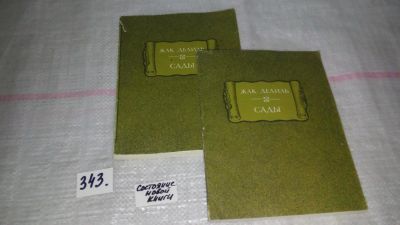 ЖАК ДЕЛИЛЬ
САДЫ
ЖАК ДЕЛИЛЬ
САДЫ
343.
Состояние
новой
книги